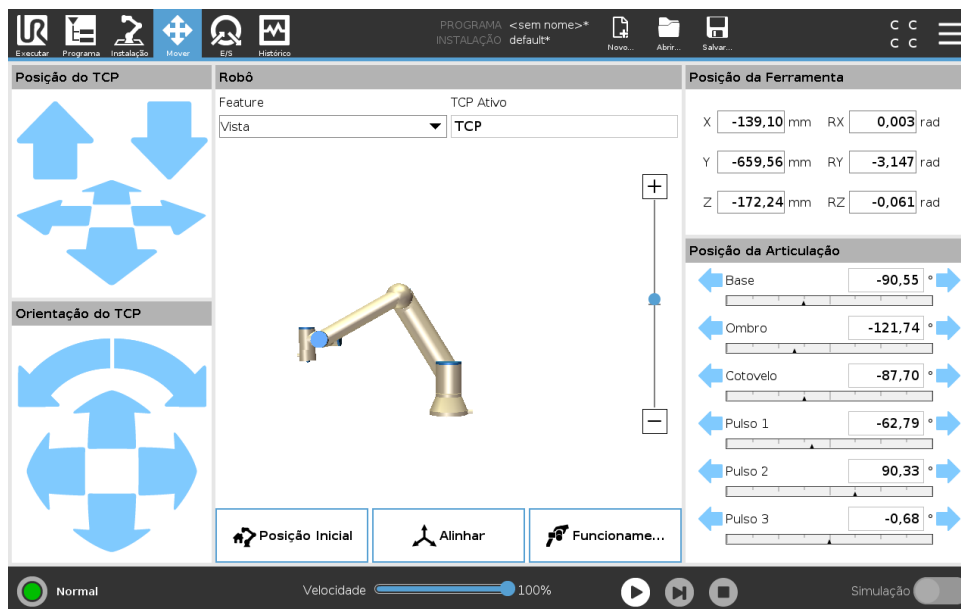 UR
Executar
Programa
Instalação
Mover
E/S
Histórico
PROGRAMA <sem nome>*
INSTALAÇÃO default*
Novo...
Abrir...
Salvar...
C C
C C
Posição do TCP
Robô
Feature
TCP Ativo
Vista
TCP
Posição da Ferramenta
X -139,10 mm RX 0,003 rad
Y -659,56 mm RY -3,147 rad
Z -172,24 mm RZ -0,061 rad
Posição da Articulação
Base -90,55 °
Ombro -121,74 °
Cotovelo -87,70 °
Pulso 1 -62,79 °
Pulso 2 90,33 °
Pulso 3 -0,68 °
Orientação do TCP
Posição Inicial
Alinhar
Funcioname...
Normal
Velocidade 100%
Simulação